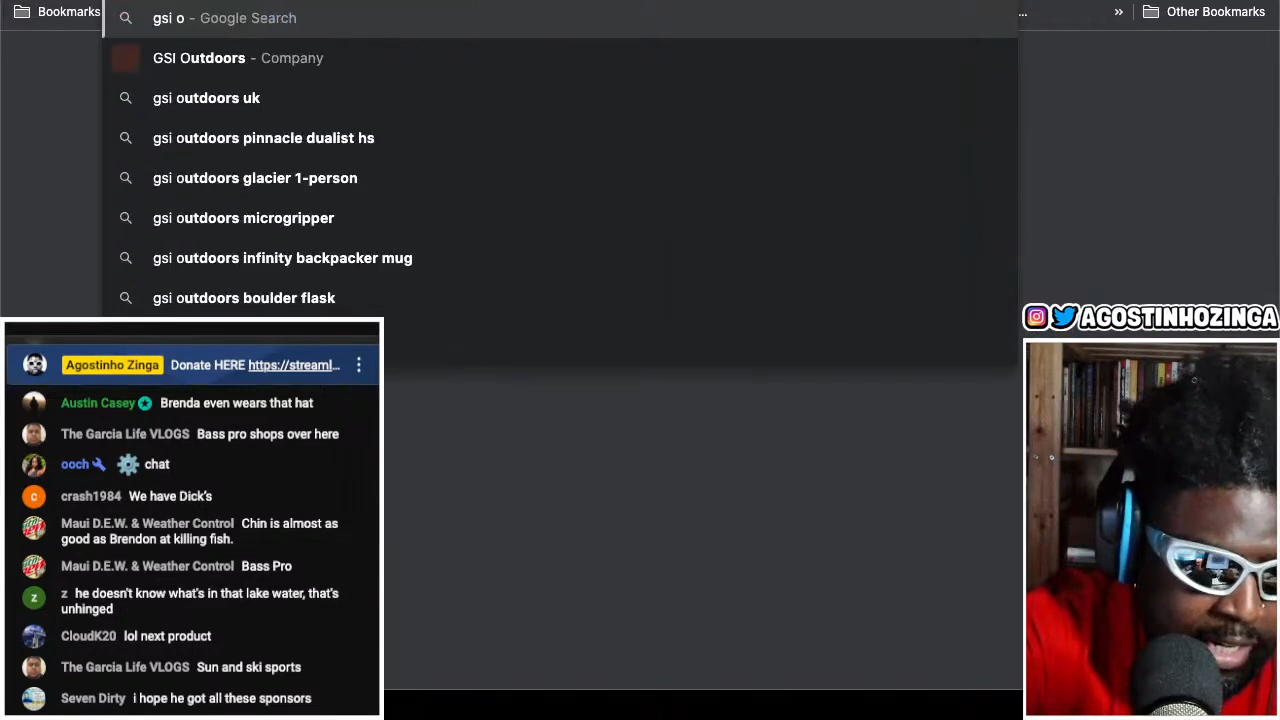 Bookmarks
gsi o - Google Search
...
»
Other Bookmarks
GSI Outdoors - Company
gsi outdoors uk
gsi outdoors pinnacle dualist hs
gsi outdoors glacier 1-person
gsi outdoors microgripper
gsi outdoors infinity backpacker mug
gsi outdoors boulder flask
AGOSTINHOZINGA
Agostinho Zinga Donate HERE https://streaml...
Austin Casey Brenda even wears that hat
The Garcia Life VLOGS Bass pro shops over here
ooch chat
c crash1984 We have Dick's
Maui D.E.W. & Weather Control Chin is almost as
good as Brendon at killing fish.
Maui D.E.W. & Weather Control Bass Pro
z z he doesn't know what's in that lake water, that's
unhinged
CloudK20 lol next product
The Garcia Life VLOGS Sun and ski sports
Seven Dirty i hope he got all these sponsors